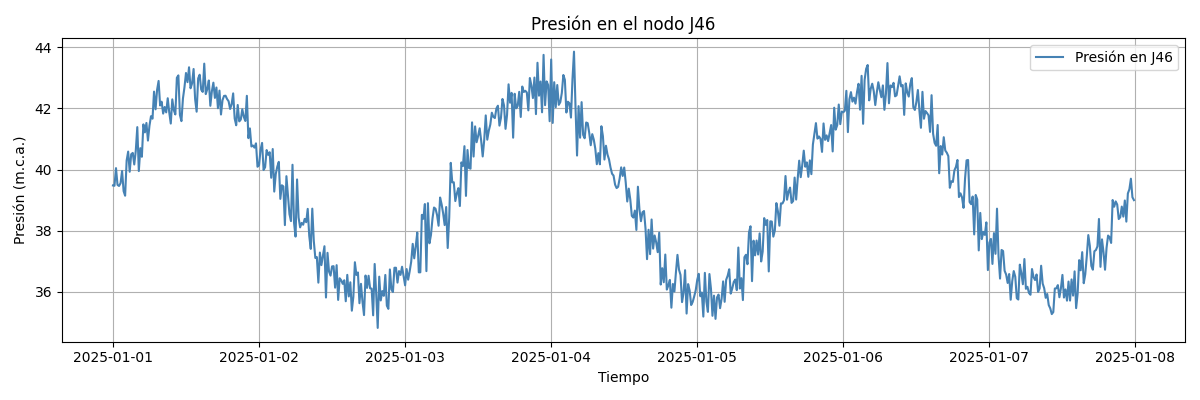 Presión en el nodo J46
Presión en J46
Presión (m.c.a.)
44
42
40
38
36
2025-01-01 2025-01-02 2025-01-03 2025-01-04 2025-01-05 2025-01-06 2025-01-07 2025-01-08
Tiempo